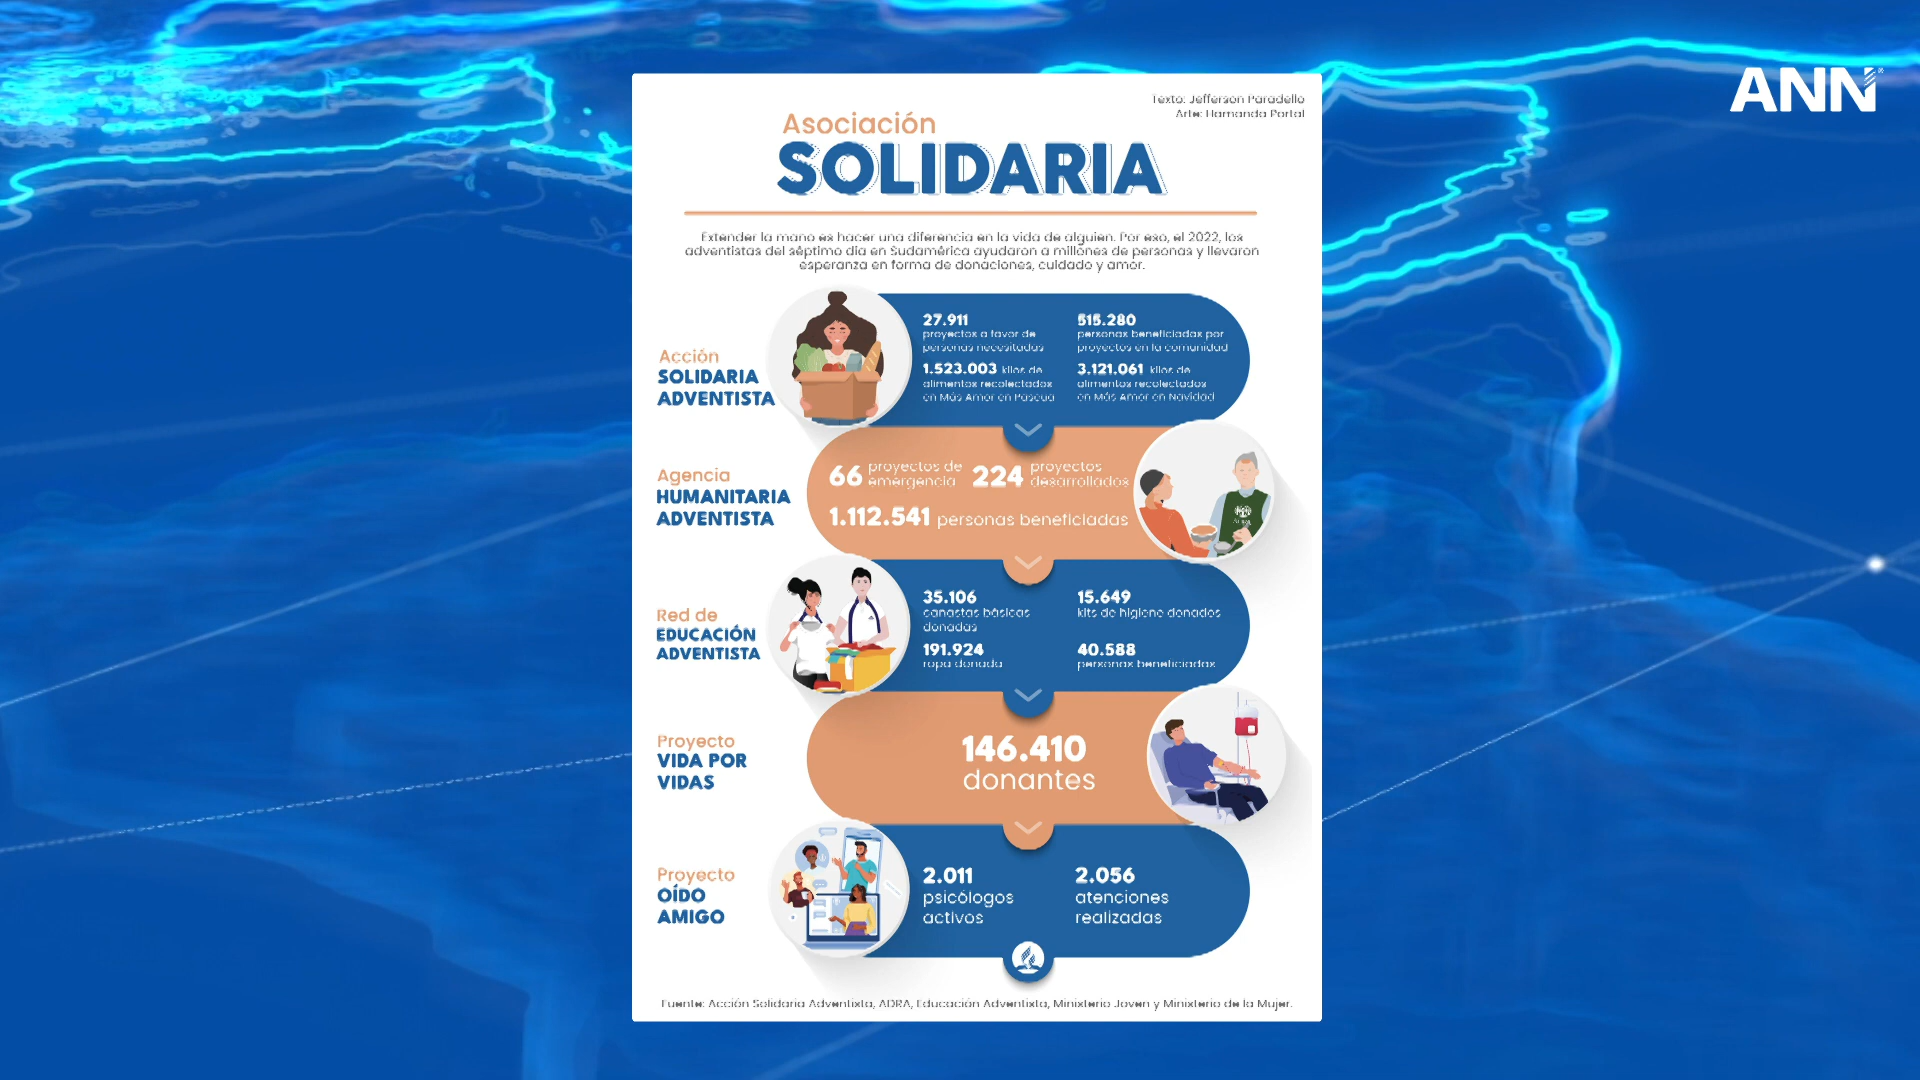 ANN
Texto: Jefferson Paradello
Arte: Hamanda Portal
Asociación
SOLIDARIA
Extender la mano es hacer una diferencia en la vida de alguien. Por eso, el 2022, los
adventistas del séptimo día en Sudamérica ayudaron a millones de personas y llevaron
esperanza en forma de donaciones, cuidado y amor.
Acción
SOLIDARIA
ADVENTISTA
27.911
proyectos a favor de
personas necesitadas
1.523.003 kilos de
alimentos recolectados
en Más Amor en Pascua
515.280
personas beneficiadas por
proyectos en la comunidad
3.121.061 kilos de
alimentos recolectados
en Más Amor en Navidad
Agencia
HUMANITARIA
ADVENTISTA
66 proyectos de
emergencia
224 proyectos
desarrollados
1.112.541 personas beneficiadas
Red de
EDUCACIÓN
ADVENTISTA
35.106
canastas básicas
donadas
191.924
ropa donada
15.649
kits de higiene donados
40.588
personas beneficiadas
Proyecto
VIDA POR
VIDAS
146.410
donantes
Proyecto
OÍDO
AMIGO
2.011
psicólogos
activos
2.056
atenciones
realizadas
Fuente: Acción Solidaria Adventista, ADRA, Educación Adventista, Ministerio Joven y Ministerio de la Mujer.